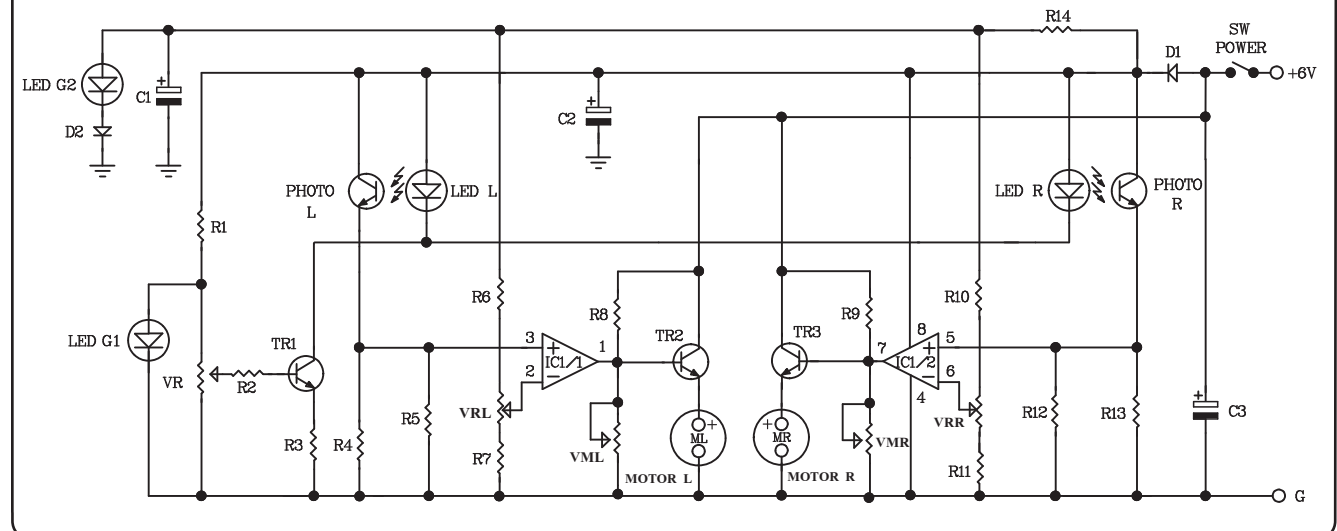 R14
SW
POWER
D1
+6V
LED G2
C1
C2
D2
PHOTO
L
LED L
LED R
PHOTO
R
R1
R6
R8
R9
R10
LED G1
TR1
TR2
TR3
3
1
2
IC1/1
8
7
5
6
4
IC1/2
VR
R2
VRL
VRR
R3
R4
R5
R7
VML
+
ML
MOTOR L
+
MR
MOTOR R
VMR
R11
R12
R13
C3
G